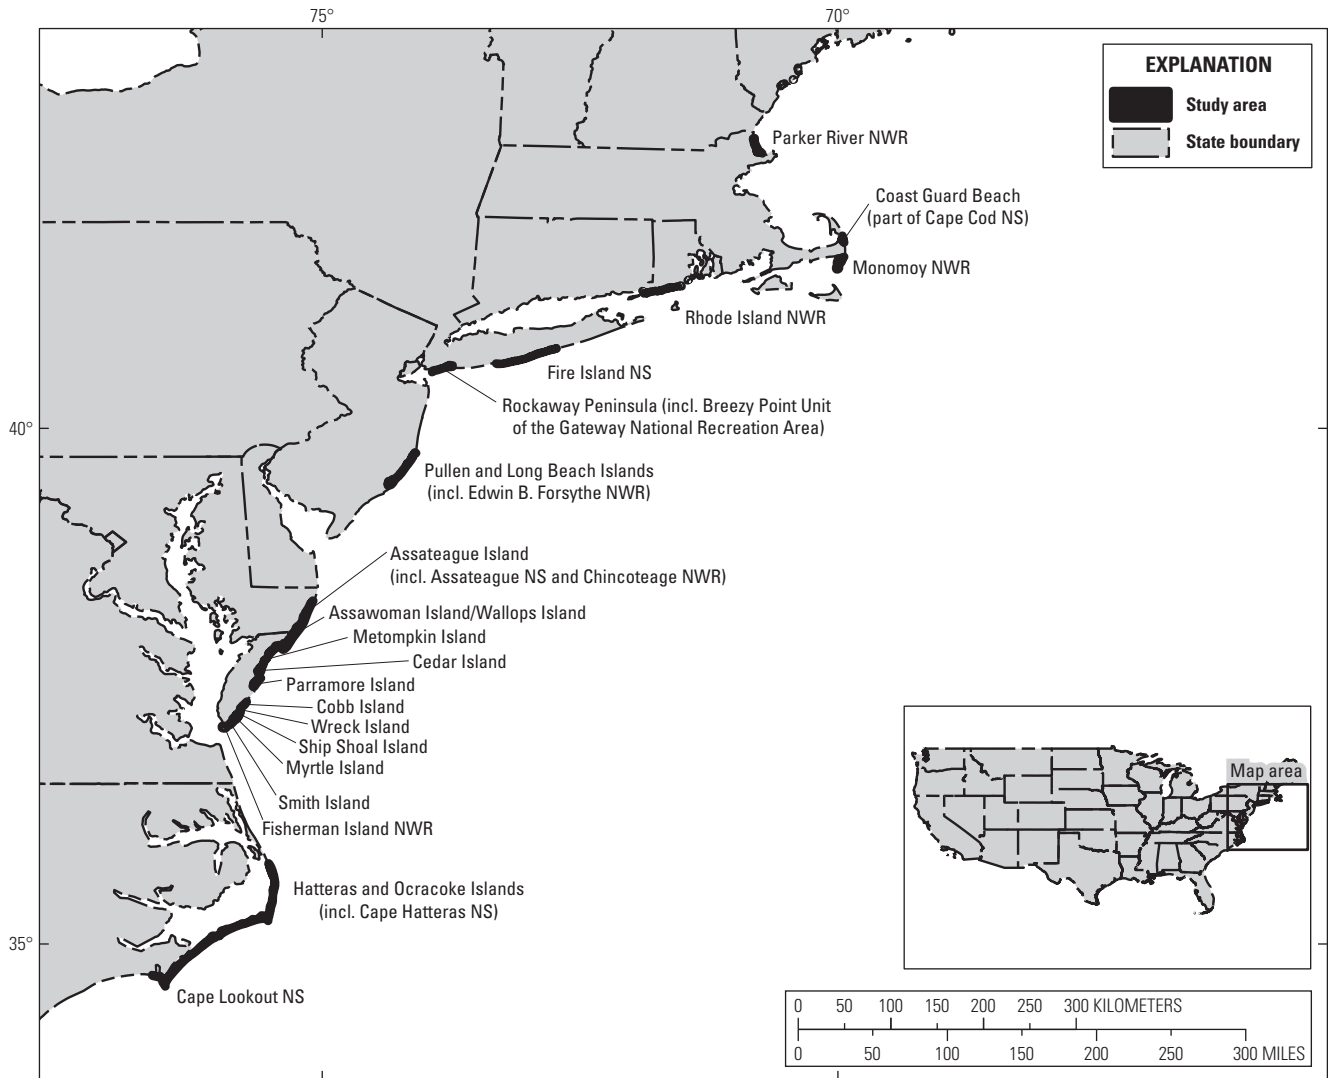 75°
70°
EXPLANATION
Study area
State boundary
Parker River NWR
Coast Guard Beach
(part of Cape Cod NS)
Monomoy NWR
Rhode Island NWR
Fire Island NS
Rockaway Peninsula (incl. Breezy Point Unit
of the Gateway National Recreation Area)
40°
Pullen and Long Beach Islands
(incl. Edwin B. Forsythe NWR)
Assateague Island
(incl. Assateague NS and Chincoteage NWR)
Assawoman Island/Wallops Island
Metompkin Island
Cedar Island
Parramore Island
Cobb Island
Wreck Island
Ship Shoal Island
Myrtle Island
Smith Island
Fisherman Island NWR
Map area
Hatteras and Ocracoke Islands
(incl. Cape Hatteras NS)
35°
Cape Lookout NS
0 50 100 150 200 250 300 KILOMETERS
0 50 100 150 200 250 300 MILES